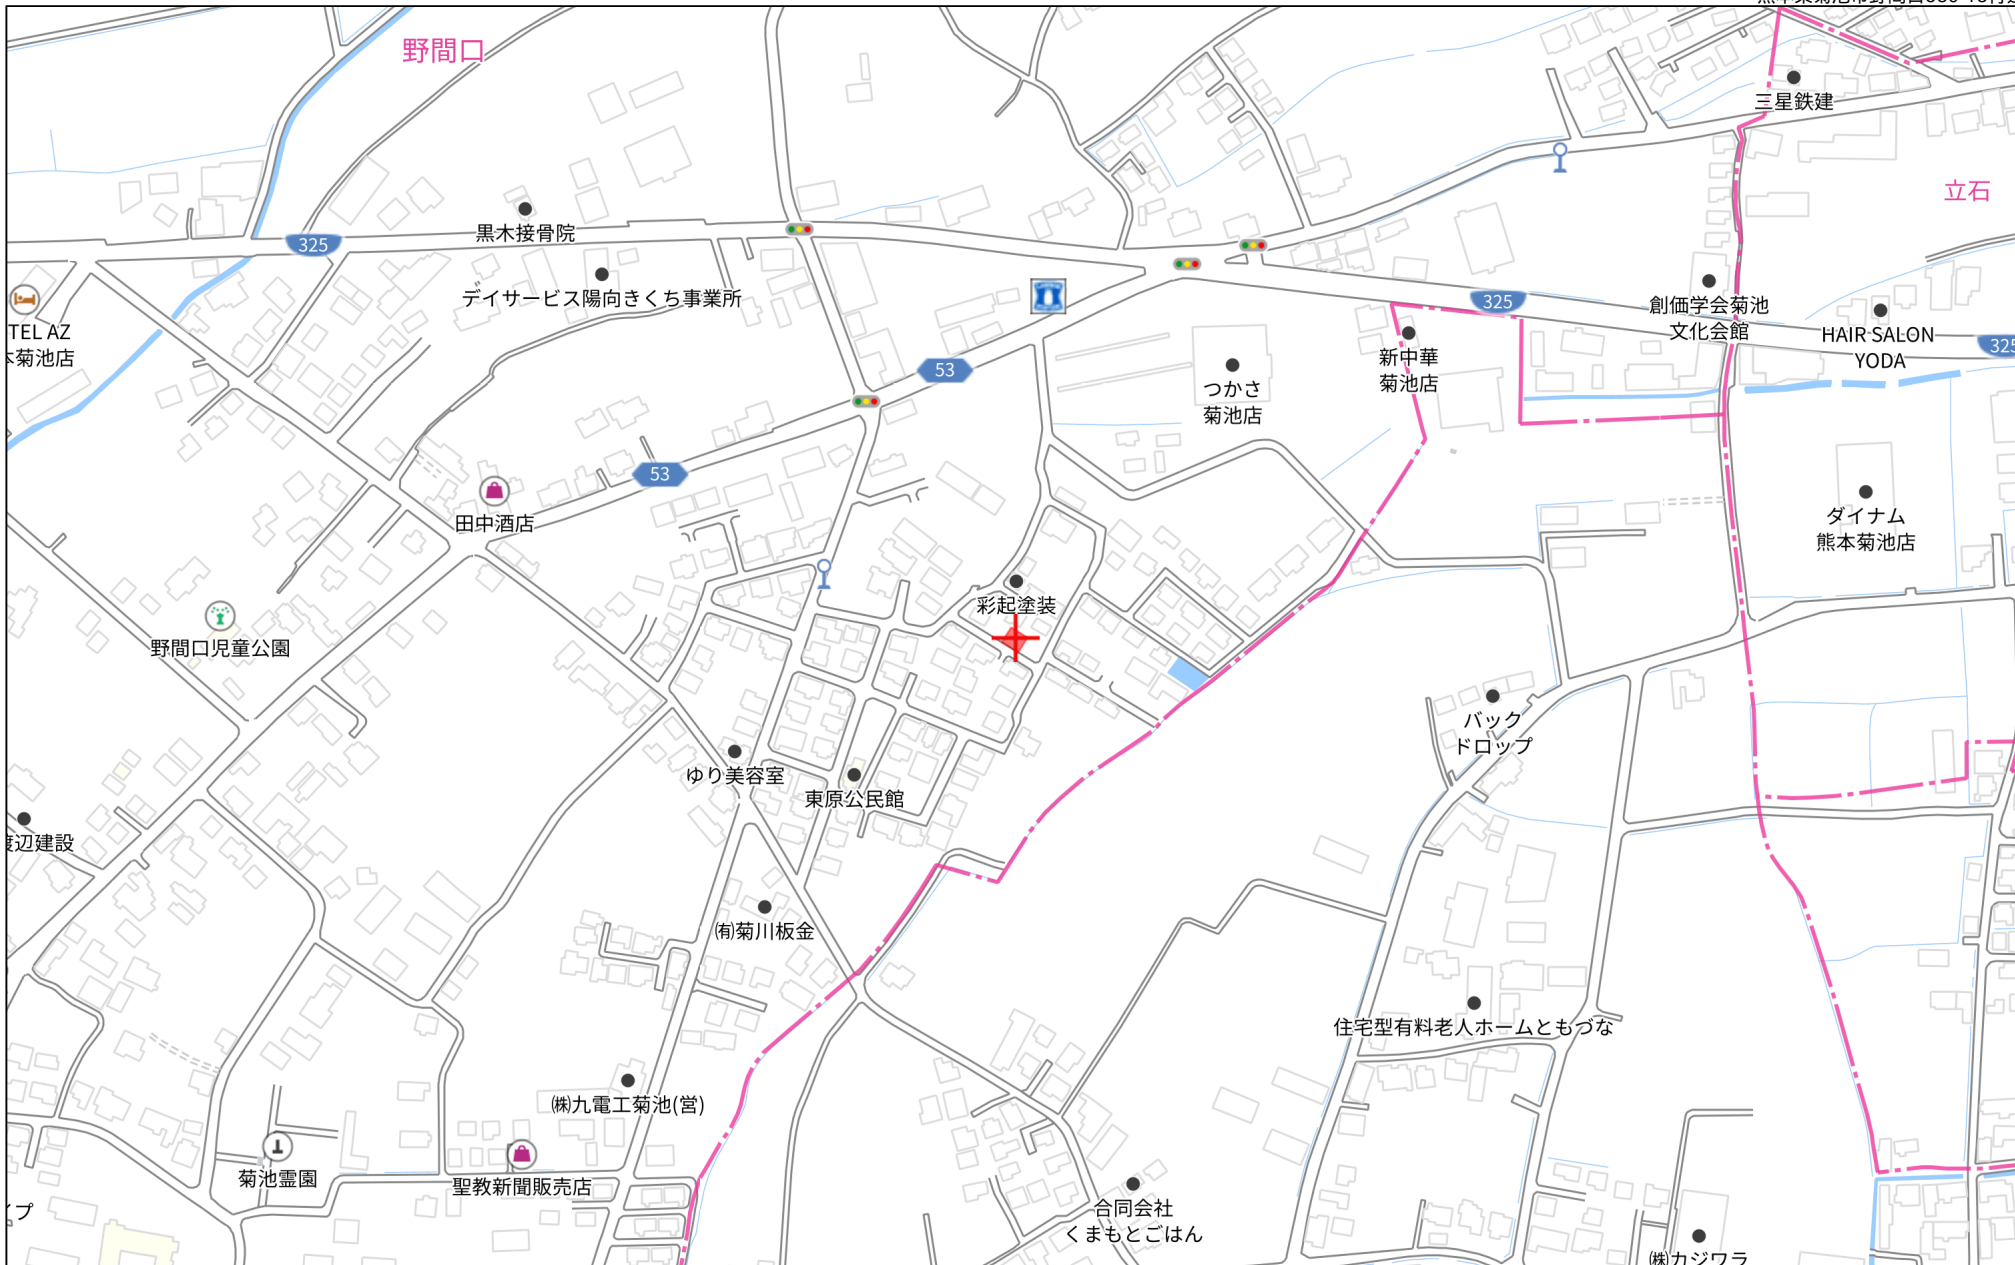 野間口
三星鉄建
立石
黒木接骨院
325
デイサービス陽向きくち事業所
TEL AZ
本菊池店
325
創価学会菊池
文化会館
HAIR SALON
YODA
325
新中華
菊池店
53
つかさ
菊池店
53
田中酒店
ダイナム
熊本菊池店
彩起塗装
野間口児童公園
バック
ドロップ
ゆり美容室
東原公民館
渡辺建設
㈲菊川板金
住宅型有料老人ホームともづな
㈱九電工菊池(営)
菊池霊園
聖教新聞販売店
合同会社
くまもとごはん
イプ
㈱カジワラ